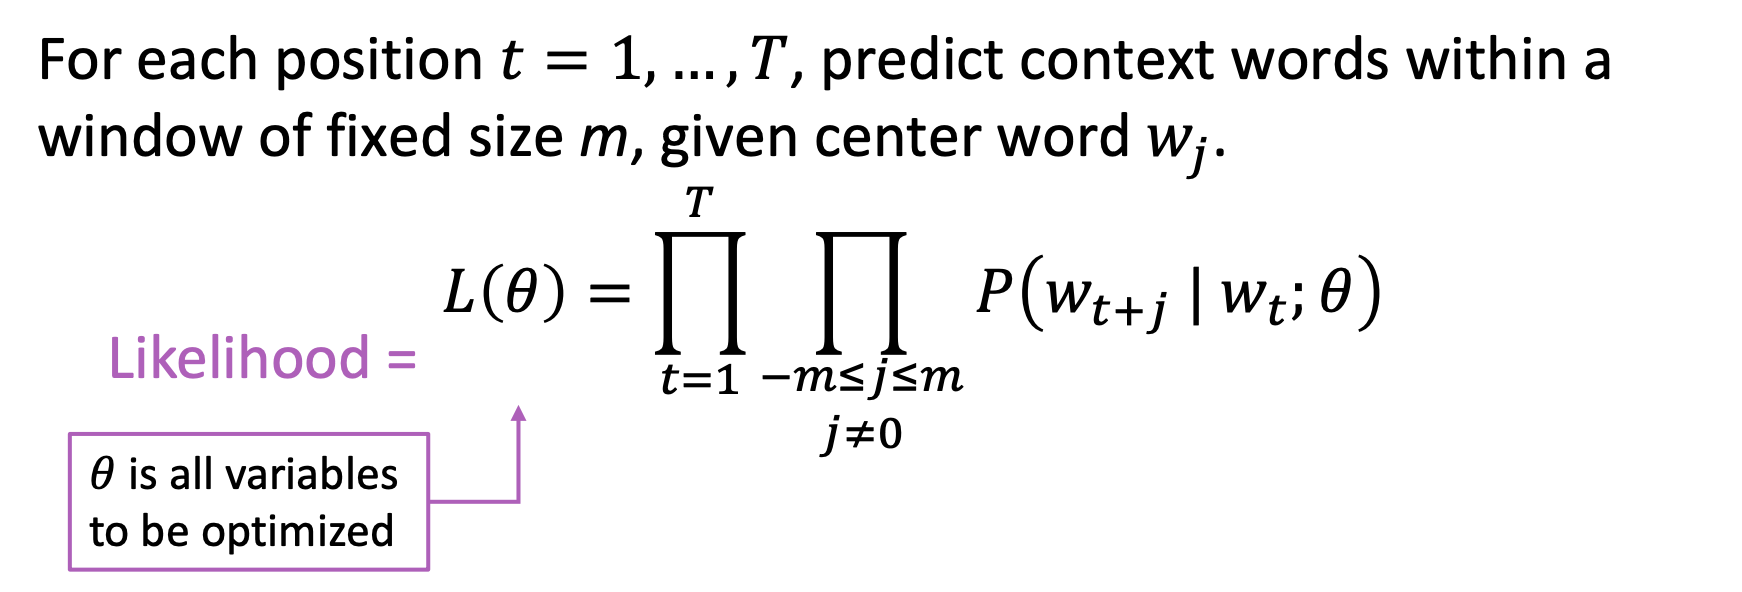 For each position t = 1, … , T, predict context words within a
window of fixed size m, given center word wⱼ.
Likelihood = L(θ) = ∏_{t=1}^{T} ∏_{−m≤j≤m, j≠0} P(w_{t+j} | w_t; θ)
θ is all variables
to be optimized